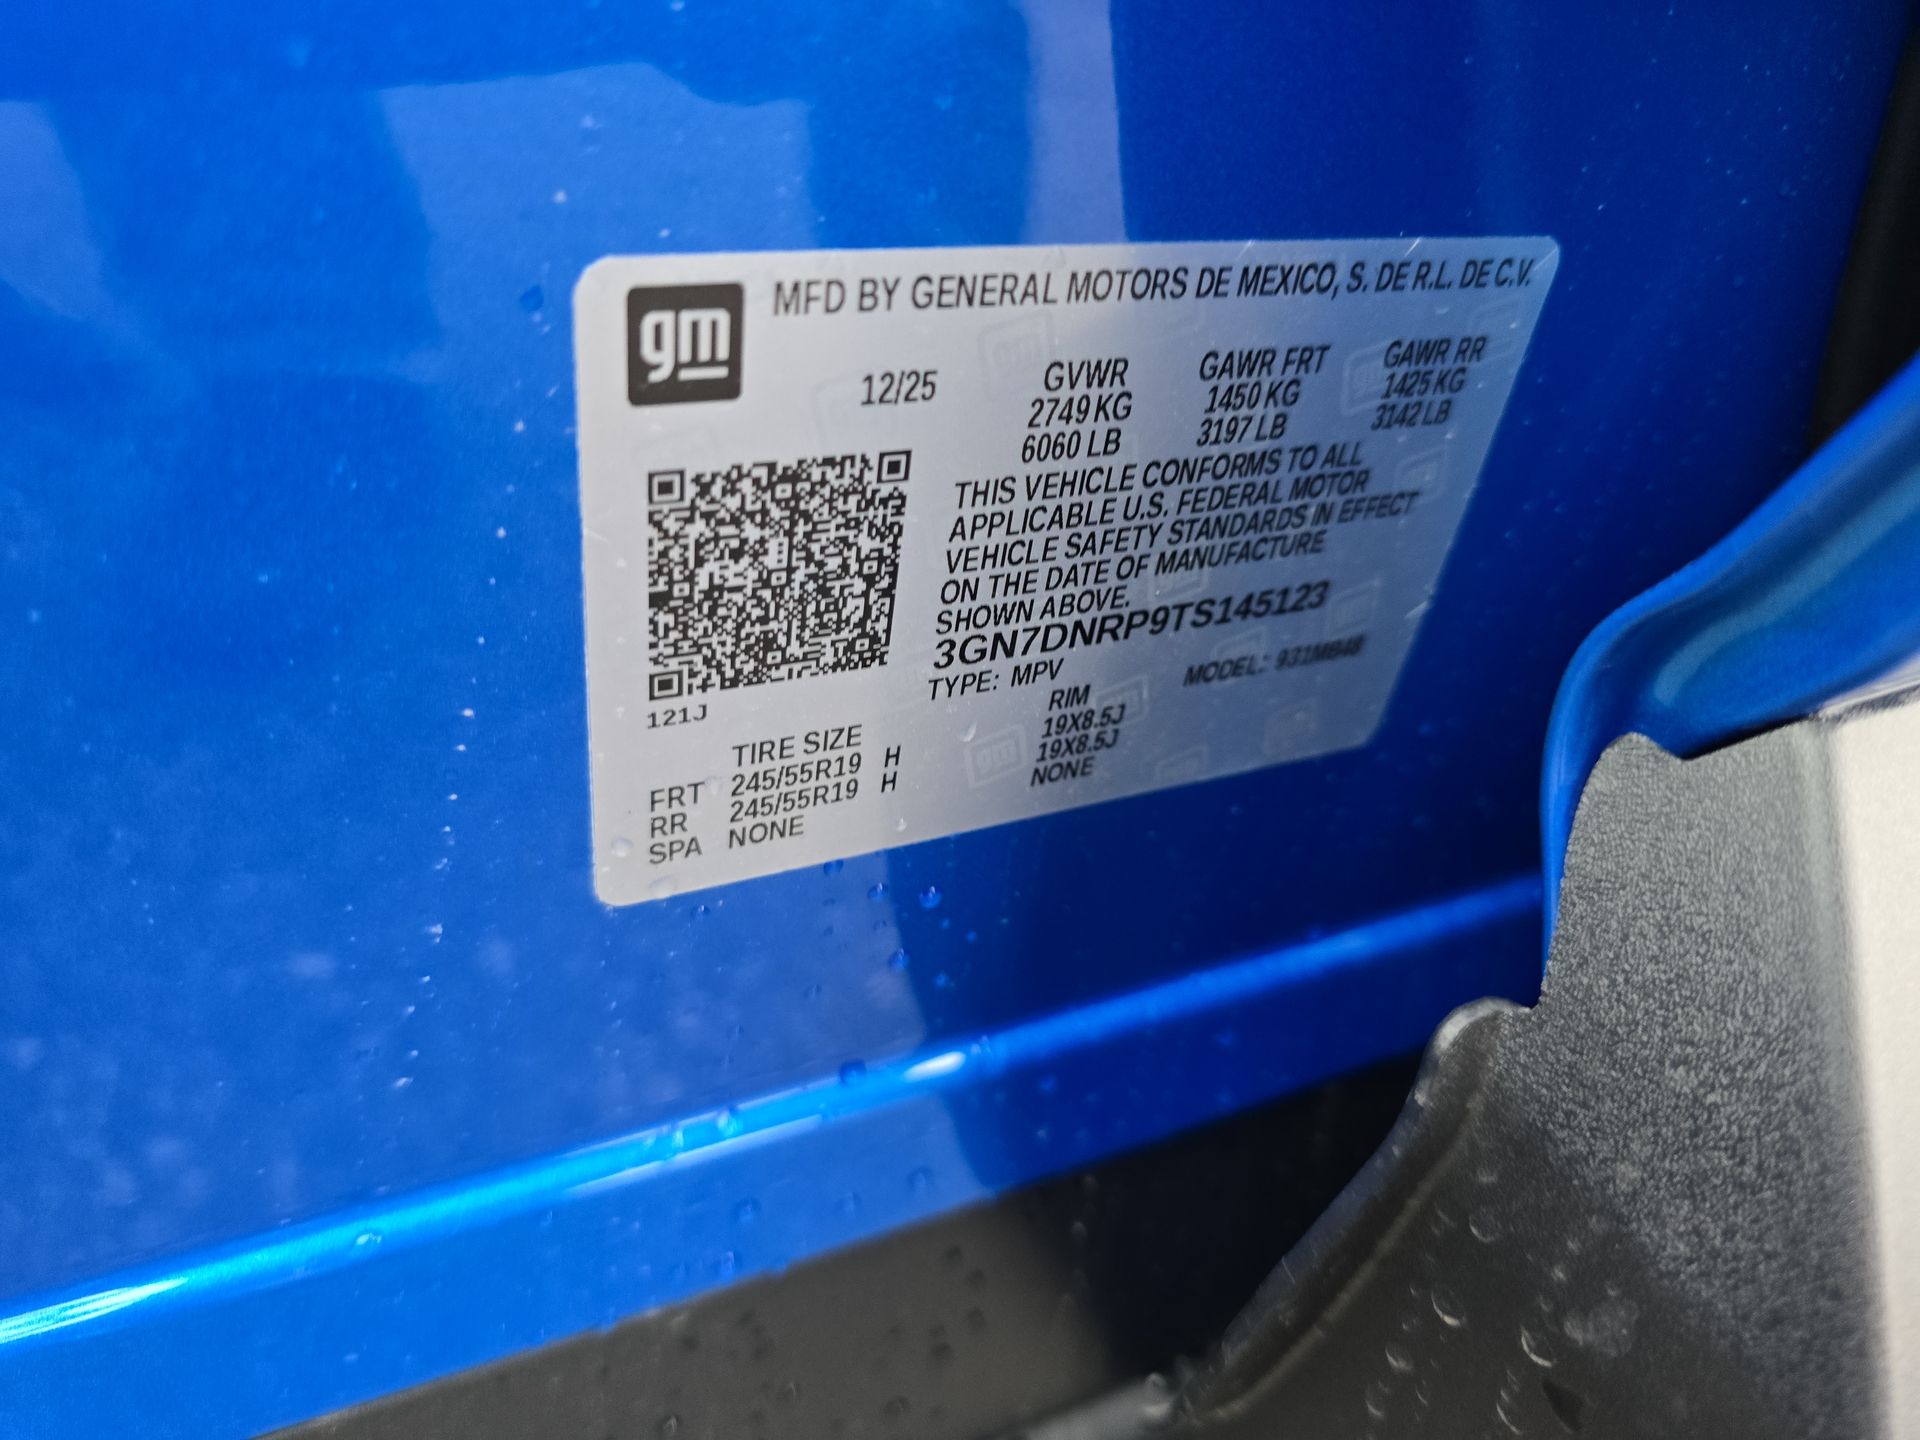 gm
MFD BY GENERAL MOTORS DE MEXICO, S. DE R.L. DE C.V.
12/25 GVWR GAWR FRT GAWR RR
2749 KG 1450 KG 1425 KG
6060 LB 3197 LB 3142 LB
THIS VEHICLE CONFORMS TO ALL
APPLICABLE U.S. FEDERAL MOTOR
VEHICLE SAFETY STANDARDS IN EFFECT
ON THE DATE OF MANUFACTURE
SHOWN ABOVE.
3GN7DNRP9TS145123
TYPE: MPV MODEL:
121J
TIRE SIZE RIM
FRT 245/55R19 H 19X8.5J
RR 245/55R19 H 19X8.5J
SPA NONE NONE